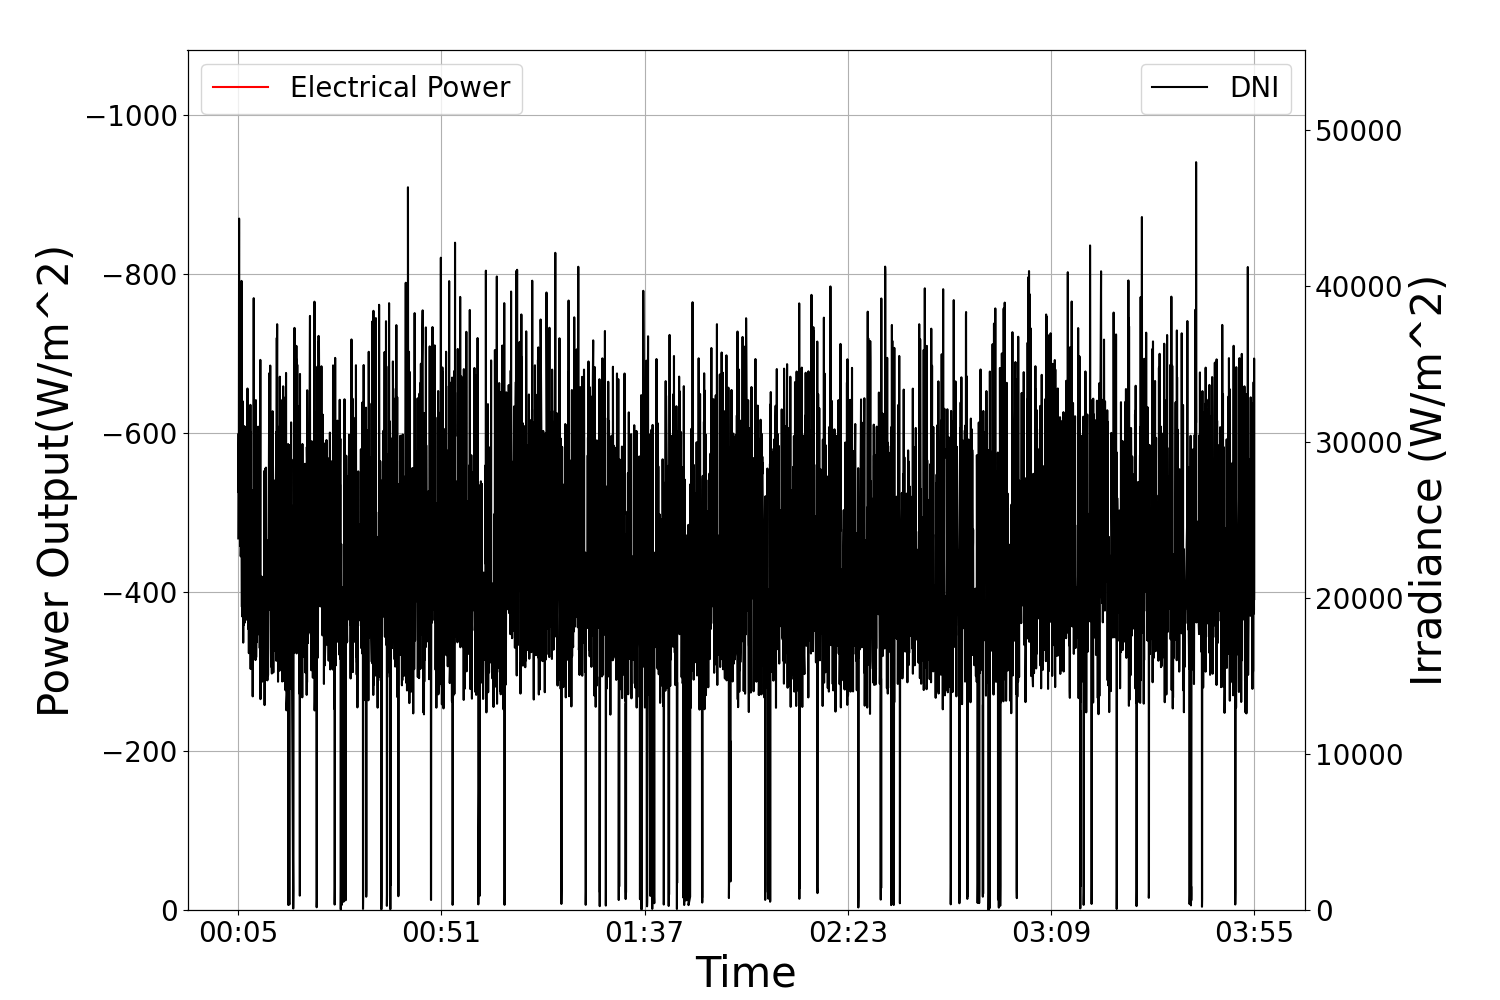 Electrical Power
DNI
Power Output(W/m^2)
−1000
−800
−600
−400
−200
0
50000
40000
30000
20000
10000
0
Irradiance (W/m^2)
00:05 00:51 01:37 02:23 03:09 03:55
Time